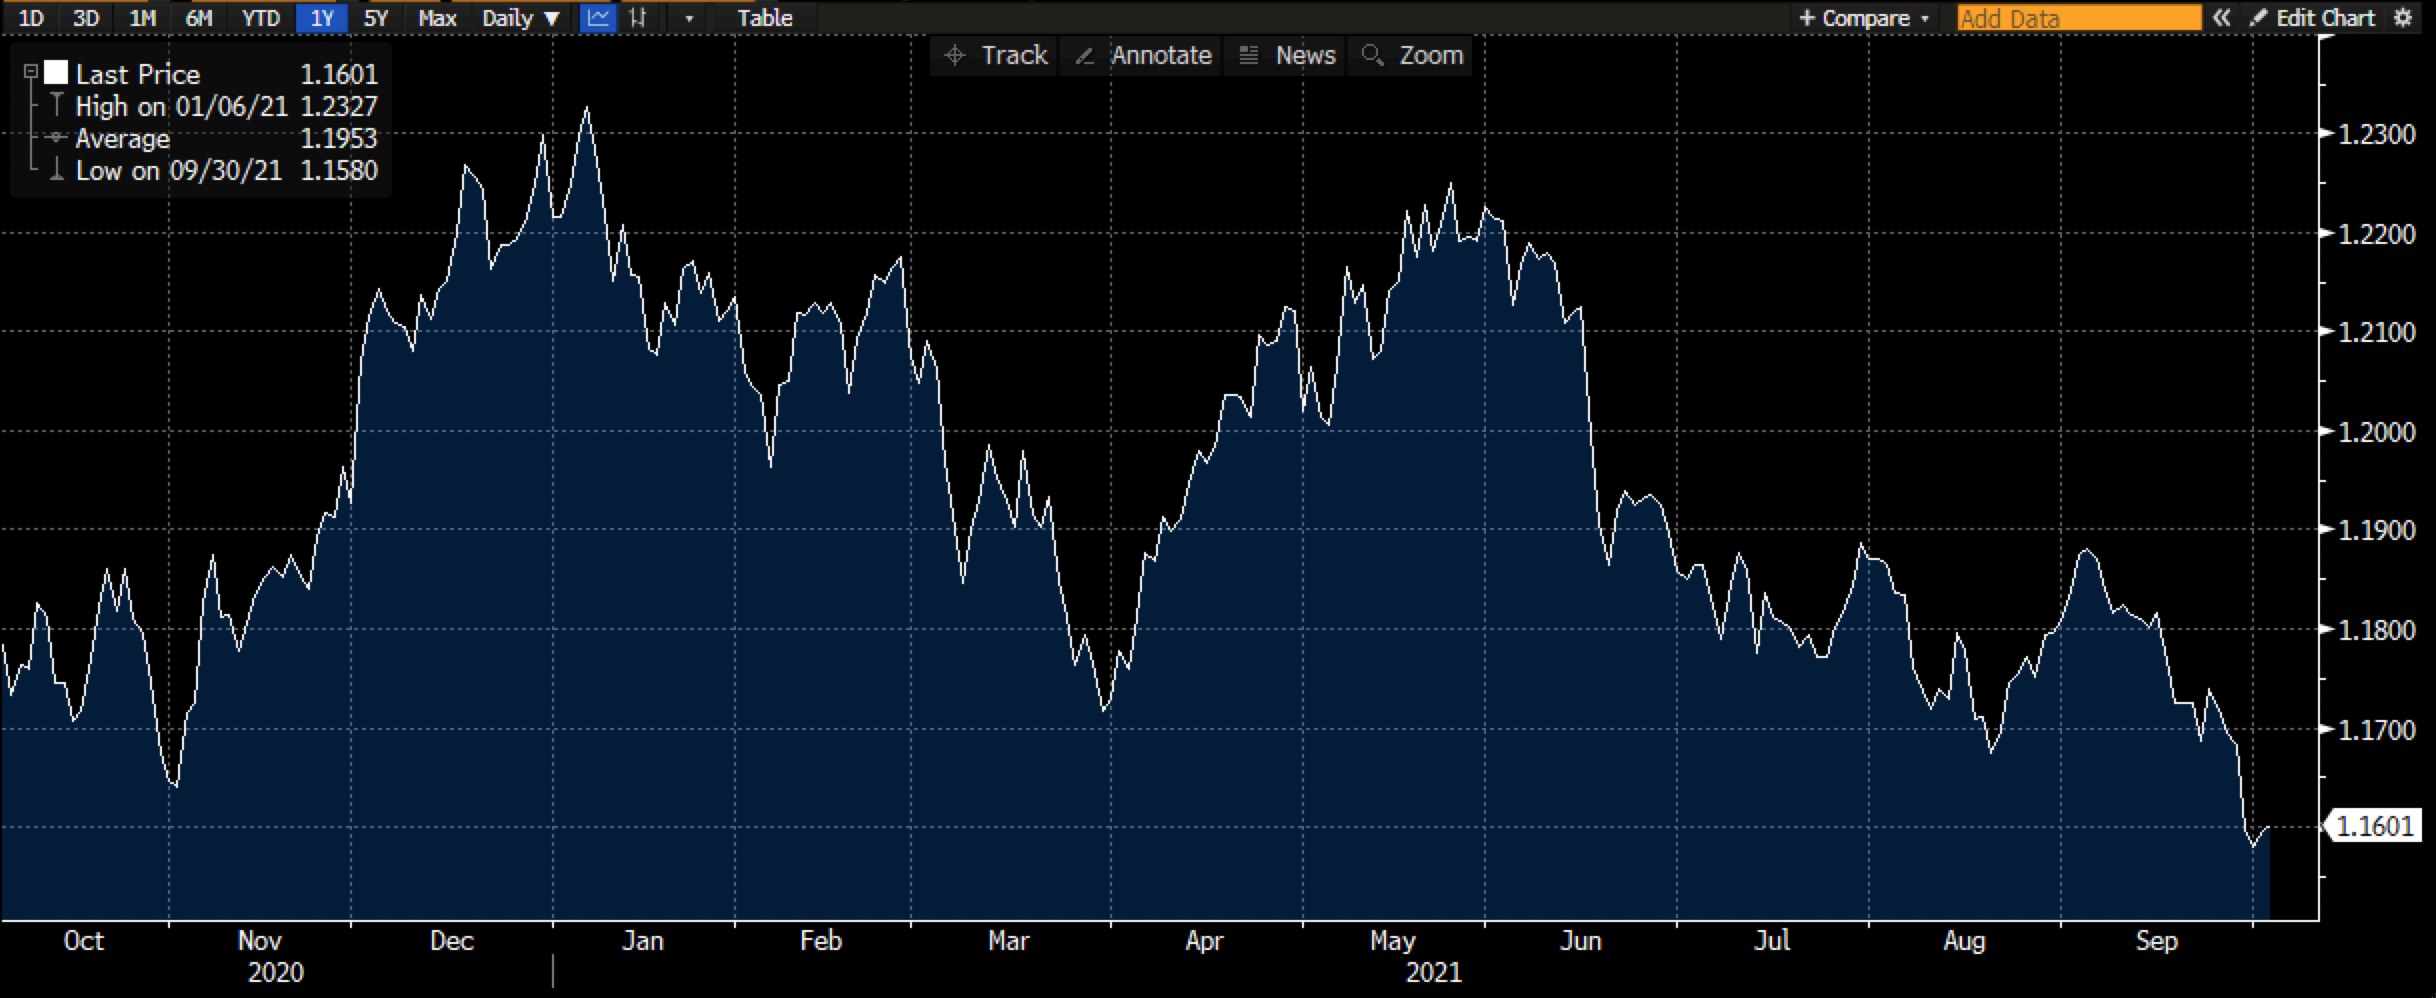 1D 3D 1M 6M YTD 1Y 5Y Max Daily ▼ Table + Compare Add Data « Edit Chart
Track Annotate News Zoom
Last Price 1.1601
High on 01/06/21 1.2327
Average 1.1953
Low on 09/30/21 1.1580
1.2300
1.2200
1.2100
1.2000
1.1900
1.1800
1.1700
1.1601
Oct Nov Dec Jan Feb Mar Apr May Jun Jul Aug Sep
2020 2021